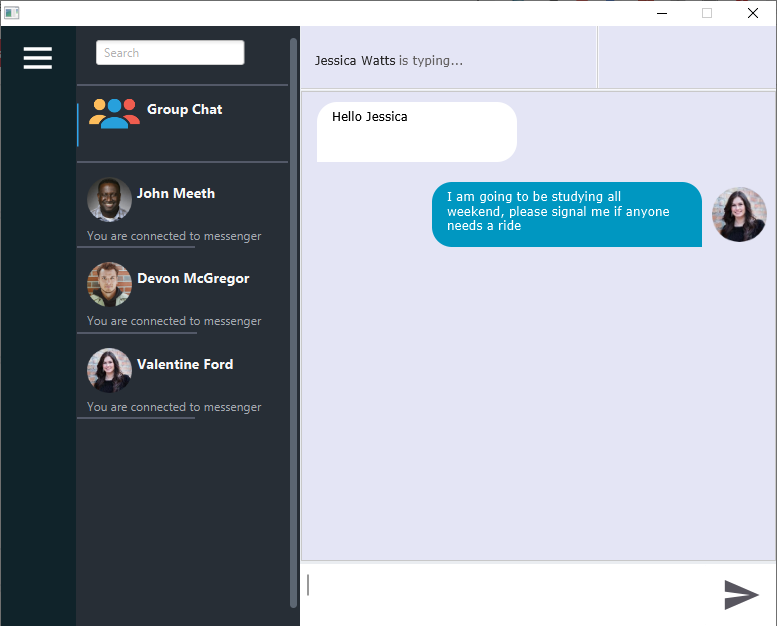 Search
Group Chat
John Meeth
You are connected to messenger
Devon McGregor
You are connected to messenger
Valentine Ford
You are connected to messenger
Jessica Watts is typing...
Hello Jessica
I am going to be studying all
weekend, please signal me if anyone
needs a ride